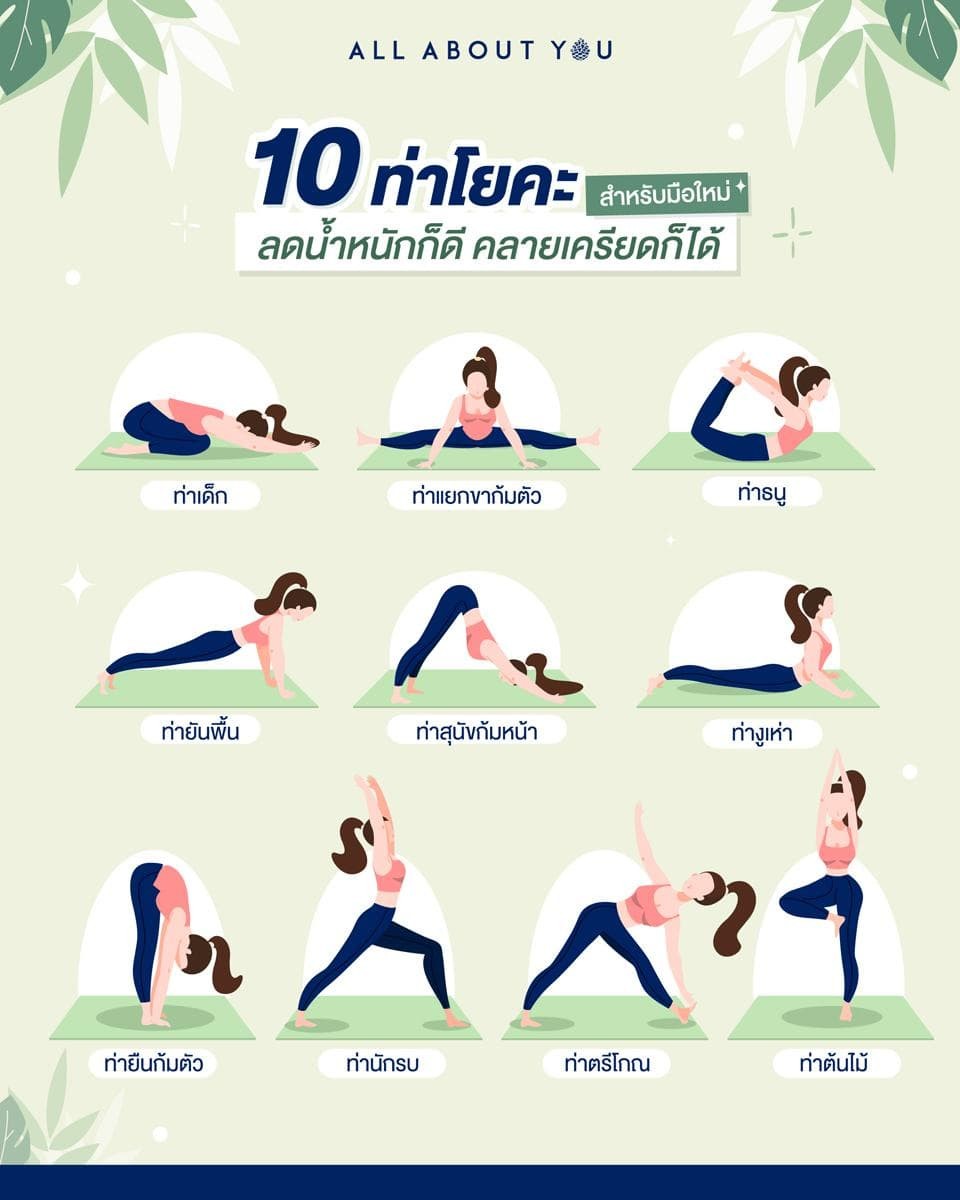 ALL ABOUT YOU
10 ท่าโยคะ สำหรับมือใหม่
ลดน้ำหนักก็ดี คลายเครียดก็ได้
ท่าเด็ก
ท่าแยกขาก้มตัว
ท่าธนู
ท่ายันพื้น
ท่าสุนัขก้มหน้า
ท่างูเห่า
ท่ายืนก้มตัว
ท่านักรบ
ท่าตรีโกณ
ท่าต้นไม้